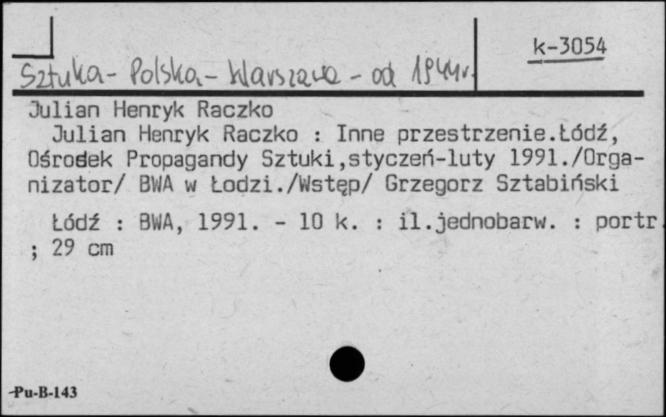 k-3054
Sztuka - Polska - Warszawa - od 1944r.
Julian Henryk Raczko
Julian Henryk Raczko : Inne przestrzenie.Łódź,
Ośrodek Propagandy Sztuki,styczeń-luty 1991./Orga-
nizator/ BWA w Łodzi./Wstęp/ Grzegorz Sztabiński
Łódź : BWA, 1991. - 10 k. : il.jednobarw. : portr.
; 29 cm
Pu-B-143